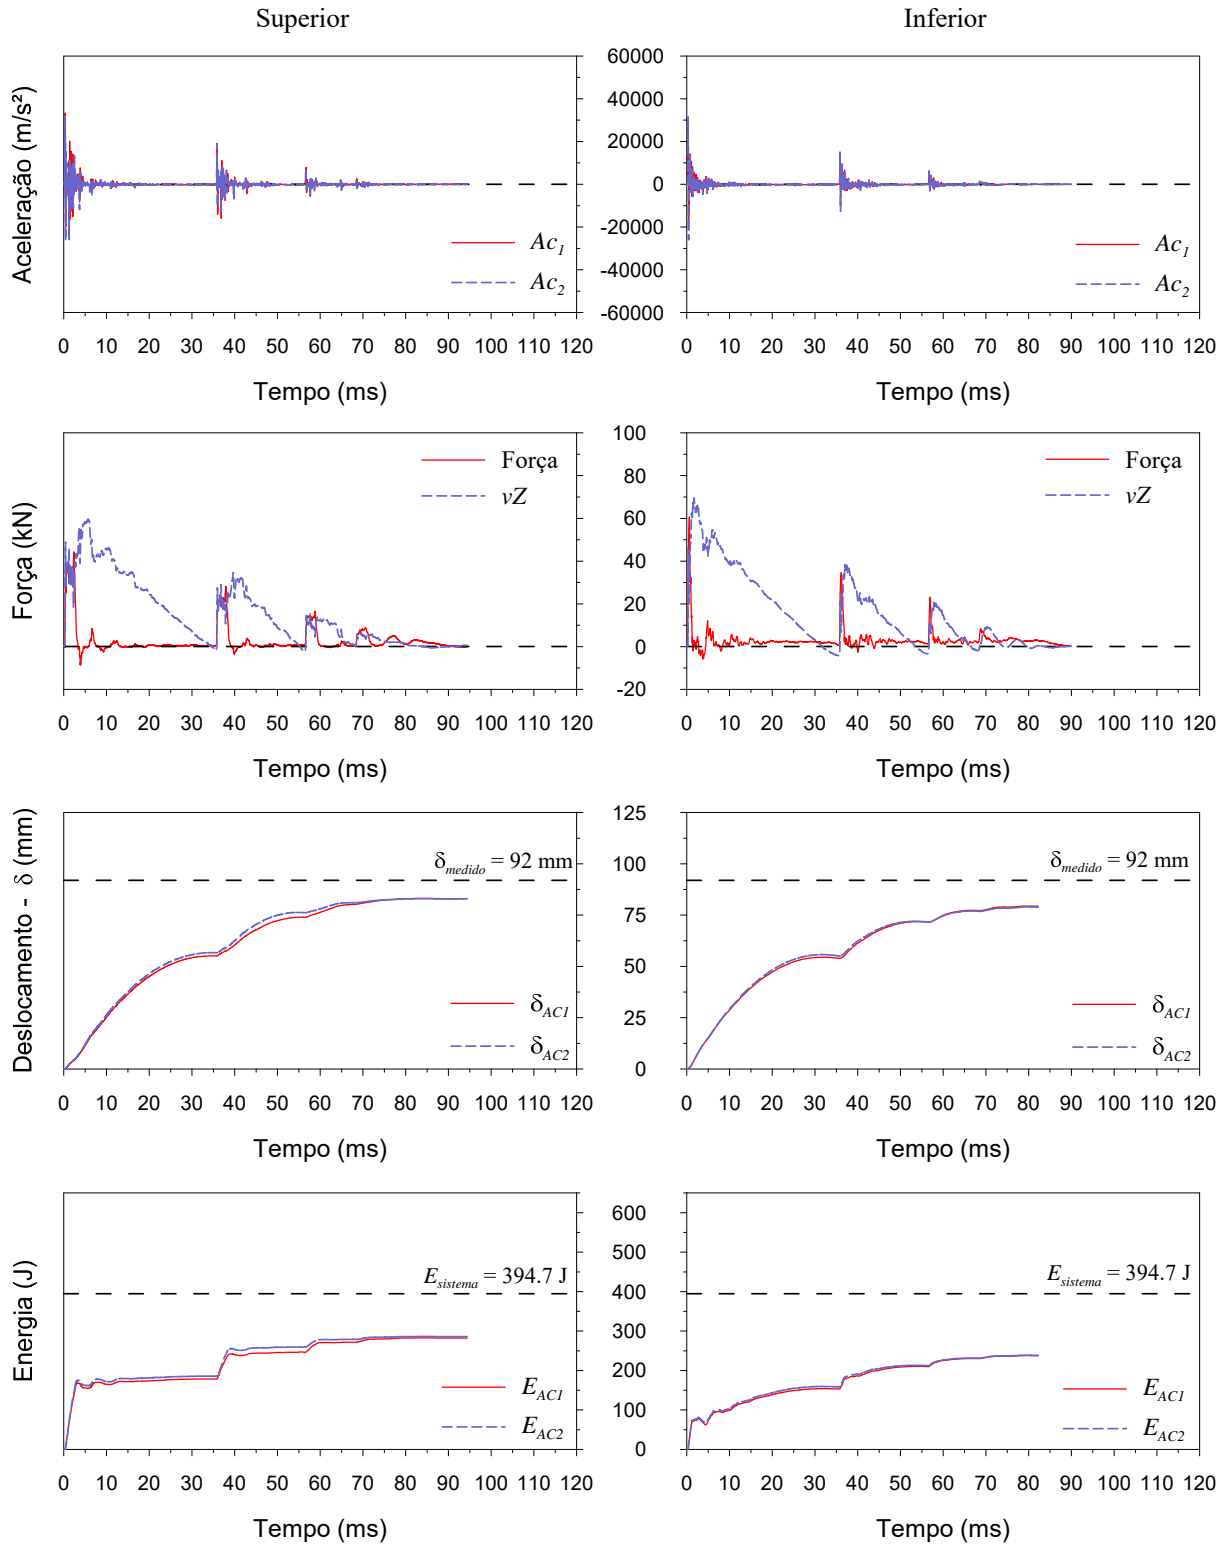 Superior
Inferior
Aceleração (m/s²)
60000
40000
20000
0
-20000
-40000
-60000
Ac1
Ac2
Ac1
Ac2
0 10 20 30 40 50 60 70 80 90 100 110 120
0 10 20 30 40 50 60 70 80 90 100 110 120
Tempo (ms)
Tempo (ms)
Força (kN)
100
80
60
40
20
0
-20
Força
vZ
Força
vZ
0 10 20 30 40 50 60 70 80 90 100 110 120
0 10 20 30 40 50 60 70 80 90 100 110 120
Tempo (ms)
Tempo (ms)
Deslocamento - δ (mm)
125
100
75
50
25
0
δmedido = 92 mm
δmedido = 92 mm
δAC1
δAC2
δAC1
δAC2
0 10 20 30 40 50 60 70 80 90 100 110 120
0 10 20 30 40 50 60 70 80 90 100 110 120
Tempo (ms)
Tempo (ms)
Energia (J)
600
500
400
300
200
100
0
Esistema = 394.7 J
Esistema = 394.7 J
EAC1
EAC2
EAC1
EAC2
0 10 20 30 40 50 60 70 80 90 100 110 120
0 10 20 30 40 50 60 70 80 90 100 110 120
Tempo (ms)
Tempo (ms)